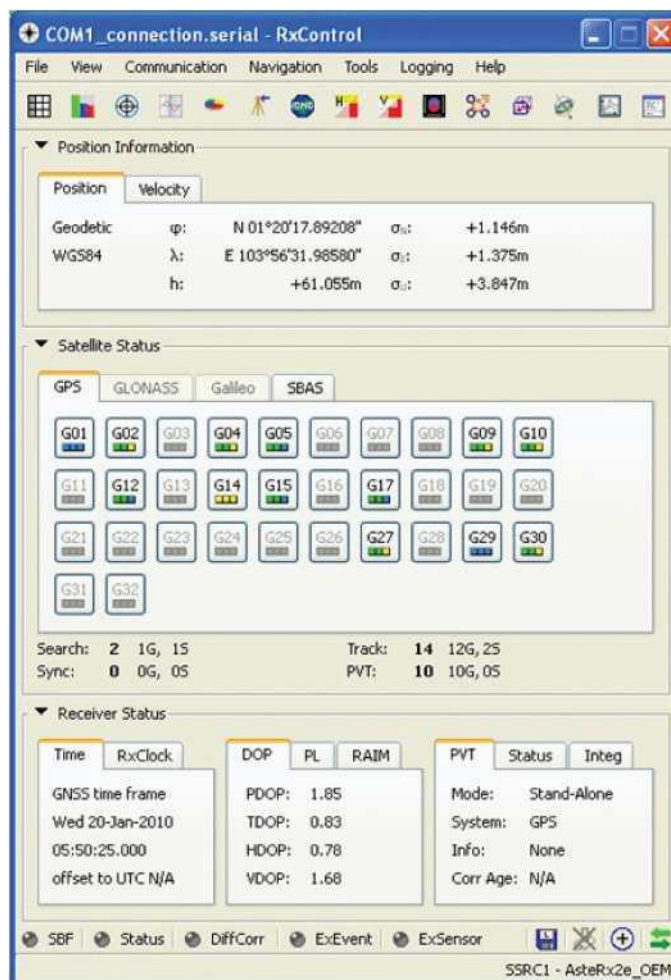 COM1_connection.serial - RxControl
File View Communication Navigation Tools Logging Help
Position Information
Position Velocity
Geodetic φ: N 01°20'17.89208" σN: +1.146m
WGS84 λ: E 103°56'31.98580" σE: +1.375m
h: +61.055m σU: +3.847m
Satellite Status
GPS GLONASS Galileo SBAS
G01 G02 G03 G04 G05 G06 G07 G08 G09 G10
G11 G12 G13 G14 G15 G16 G17 G18 G19 G20
G21 G22 G23 G24 G25 G26 G27 G28 G29 G30
G31 G32
Search: 2 1G, 1S Track: 14 12G, 2S
Sync: 0 0G, 0S PVT: 10 10G, 0S
Receiver Status
Time RxClock DOP PL RAIM PVT Status Integ
GNSS time frame PDOP: 1.85 Mode: Stand-Alone
Wed 20-Jan-2010 TDOP: 0.83 System: GPS
05:50:25.000 HDOP: 0.78 Info: None
offset to UTC N/A VDOP: 1.68 Corr Age: N/A
SBF Status DiffCorr ExEvent ExSensor
SSRC1 - AsteRx2e_OEM